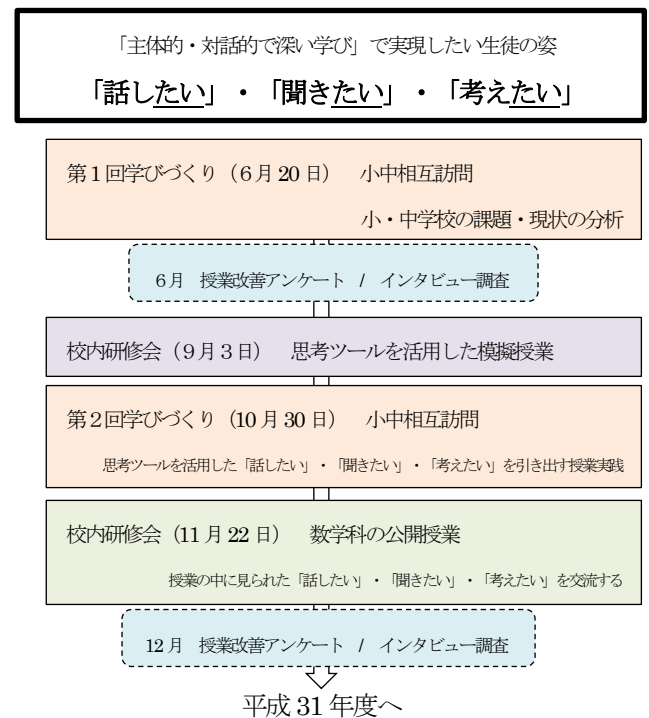 「主体的・対話的で深い学び」で実現したい生徒の姿
「話したい」・「聞きたい」・「考えたい」
第1回学びづくり（6月20日）　小中相互訪問
小・中学校の課題・現状の分析
6月　授業改善アンケート　/　インタビュー調査
校内研修会（9月3日）　思考ツールを活用した模擬授業
第2回学びづくり（10月30日）　小中相互訪問
思考ツールを活用した「話したい」・「聞きたい」・「考えたい」を引き出す授業実践
校内研修会（11月22日）　数学科の公開授業
授業の中に見られた「話したい」・「聞きたい」・「考えたい」を交流する
12月　授業改善アンケート　/　インタビュー調査
平成31年度へ